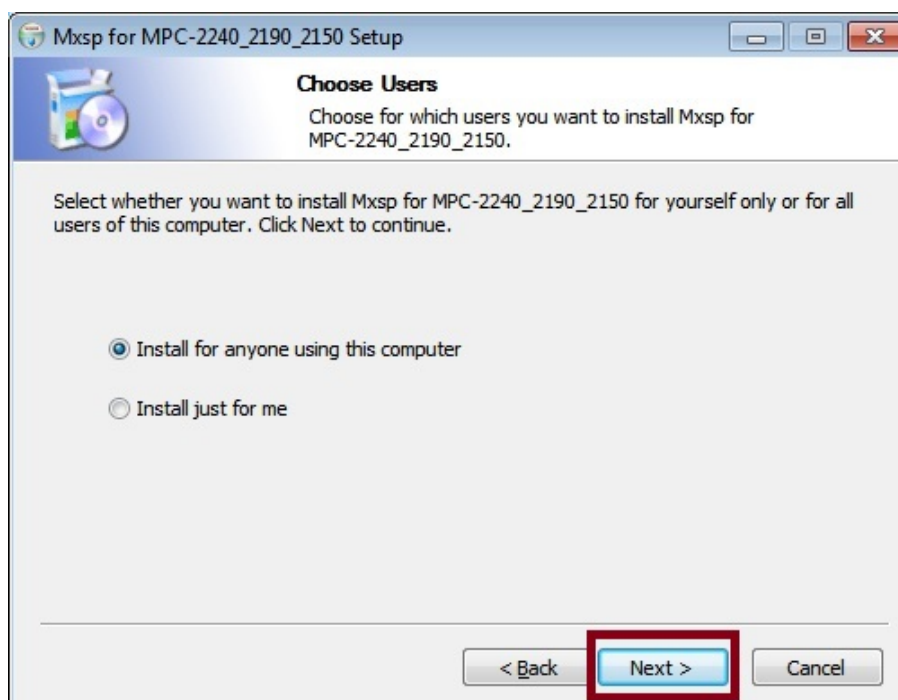 Mxsp for MPC-2240_2190_2150 Setup
Choose Users
Choose for which users you want to install Mxsp for
MPC-2240_2190_2150.
Select whether you want to install Mxsp for MPC-2240_2190_2150 for yourself only or for all
users of this computer. Click Next to continue.
Install for anyone using this computer
Install just for me
< Back
Next >
Cancel